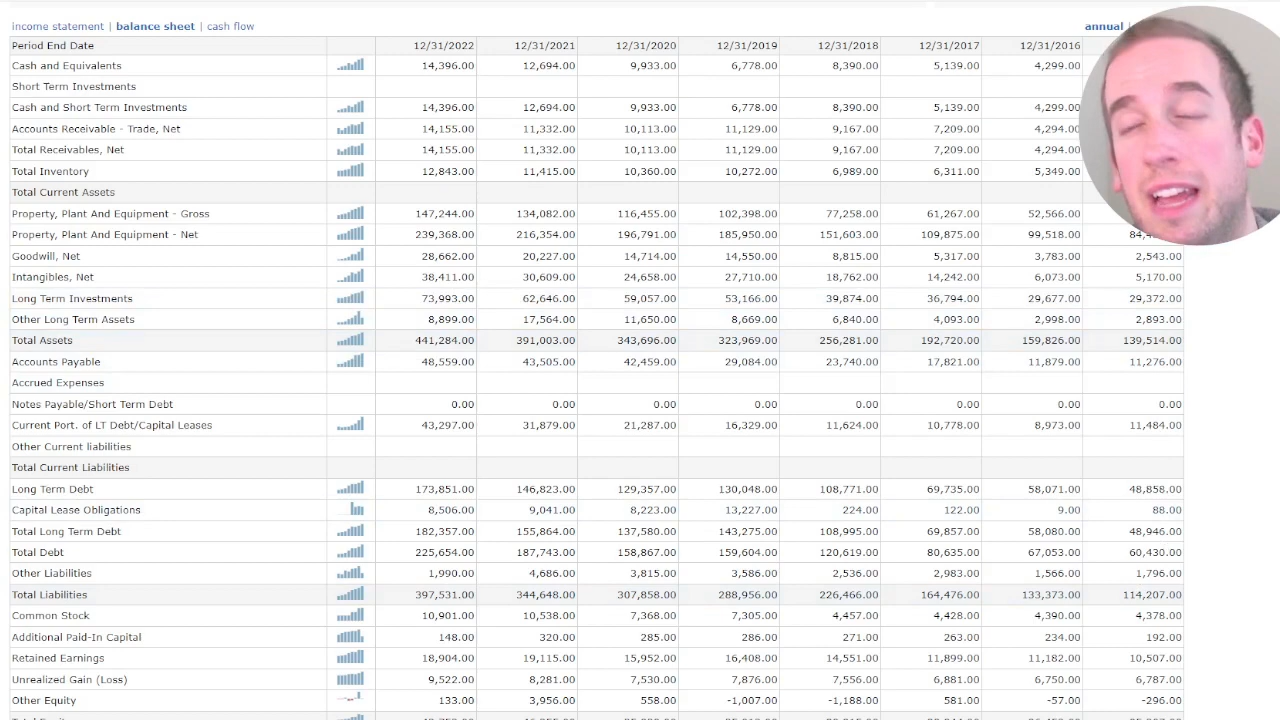 income statement | balance sheet | cash flow annual |
Period End Date 12/31/2022 12/31/2021 12/31/2020 12/31/2019 12/31/2018 12/31/2017 12/31/2016
Cash and Equivalents 14,396.00 12,694.00 9,933.00 6,778.00 8,390.00 5,139.00 4,299.00
Short Term Investments
Cash and Short Term Investments 14,396.00 12,694.00 9,933.00 6,778.00 8,390.00 5,139.00 4,299.00
Accounts Receivable - Trade, Net 14,155.00 11,332.00 10,113.00 11,129.00 9,167.00 7,209.00 4,294.00
Total Receivables, Net 14,155.00 11,332.00 10,113.00 11,129.00 9,167.00 7,209.00 4,294.00
Total Inventory 12,843.00 11,415.00 10,360.00 10,272.00 6,989.00 6,311.00 5,349.00
Total Current Assets
Property, Plant And Equipment - Gross 147,244.00 134,082.00 116,455.00 102,398.00 77,258.00 61,267.00 52,566.00
Property, Plant And Equipment - Net 239,368.00 216,354.00 196,791.00 185,950.00 151,603.00 109,875.00 99,518.00
Goodwill, Net 28,662.00 20,227.00 14,714.00 14,550.00 8,815.00 5,317.00 3,783.00 2,543.00
Intangibles, Net 38,411.00 30,609.00 24,658.00 27,710.00 18,762.00 14,242.00 6,073.00 5,170.00
Long Term Investments 73,993.00 62,646.00 59,057.00 53,166.00 39,874.00 36,794.00 29,677.00 29,372.00
Other Long Term Assets 8,899.00 17,564.00 11,650.00 8,669.00 6,840.00 4,093.00 2,998.00 2,893.00
Total Assets 441,284.00 391,003.00 343,696.00 323,969.00 256,281.00 192,720.00 159,826.00 139,514.00
Accounts Payable 48,559.00 43,505.00 42,459.00 29,084.00 23,740.00 17,821.00 11,879.00 11,276.00
Accrued Expenses
Notes Payable/Short Term Debt 0.00 0.00 0.00 0.00 0.00 0.00 0.00 0.00
Current Port. of LT Debt/Capital Leases 43,297.00 31,879.00 21,287.00 16,329.00 11,624.00 10,778.00 8,973.00 11,484.00
Other Current liabilities
Total Current Liabilities
Long Term Debt 173,851.00 146,823.00 129,357.00 130,048.00 108,771.00 69,735.00 58,071.00 48,858.00
Capital Lease Obligations 8,506.00 9,041.00 8,223.00 13,227.00 224.00 122.00 9.00 88.00
Total Long Term Debt 182,357.00 155,864.00 137,580.00 143,275.00 108,995.00 69,857.00 58,080.00 48,946.00
Total Debt 225,654.00 187,743.00 158,867.00 159,604.00 120,619.00 80,635.00 67,053.00 60,430.00
Other Liabilities 1,990.00 4,686.00 3,815.00 3,586.00 2,536.00 2,983.00 1,566.00 1,796.00
Total Liabilities 397,531.00 344,648.00 307,858.00 288,956.00 226,466.00 164,476.00 133,373.00 114,207.00
Common Stock 10,901.00 10,538.00 7,368.00 7,305.00 4,457.00 4,428.00 4,390.00 4,378.00
Additional Paid-In Capital 148.00 320.00 285.00 286.00 271.00 263.00 234.00 192.00
Retained Earnings 18,904.00 19,115.00 15,952.00 16,408.00 14,551.00 11,899.00 11,182.00 10,507.00
Unrealized Gain (Loss) 9,522.00 8,281.00 7,530.00 7,876.00 7,556.00 6,881.00 6,750.00 6,787.00
Other Equity 133.00 3,956.00 558.00 -1,007.00 -1,188.00 581.00 -57.00 -296.00